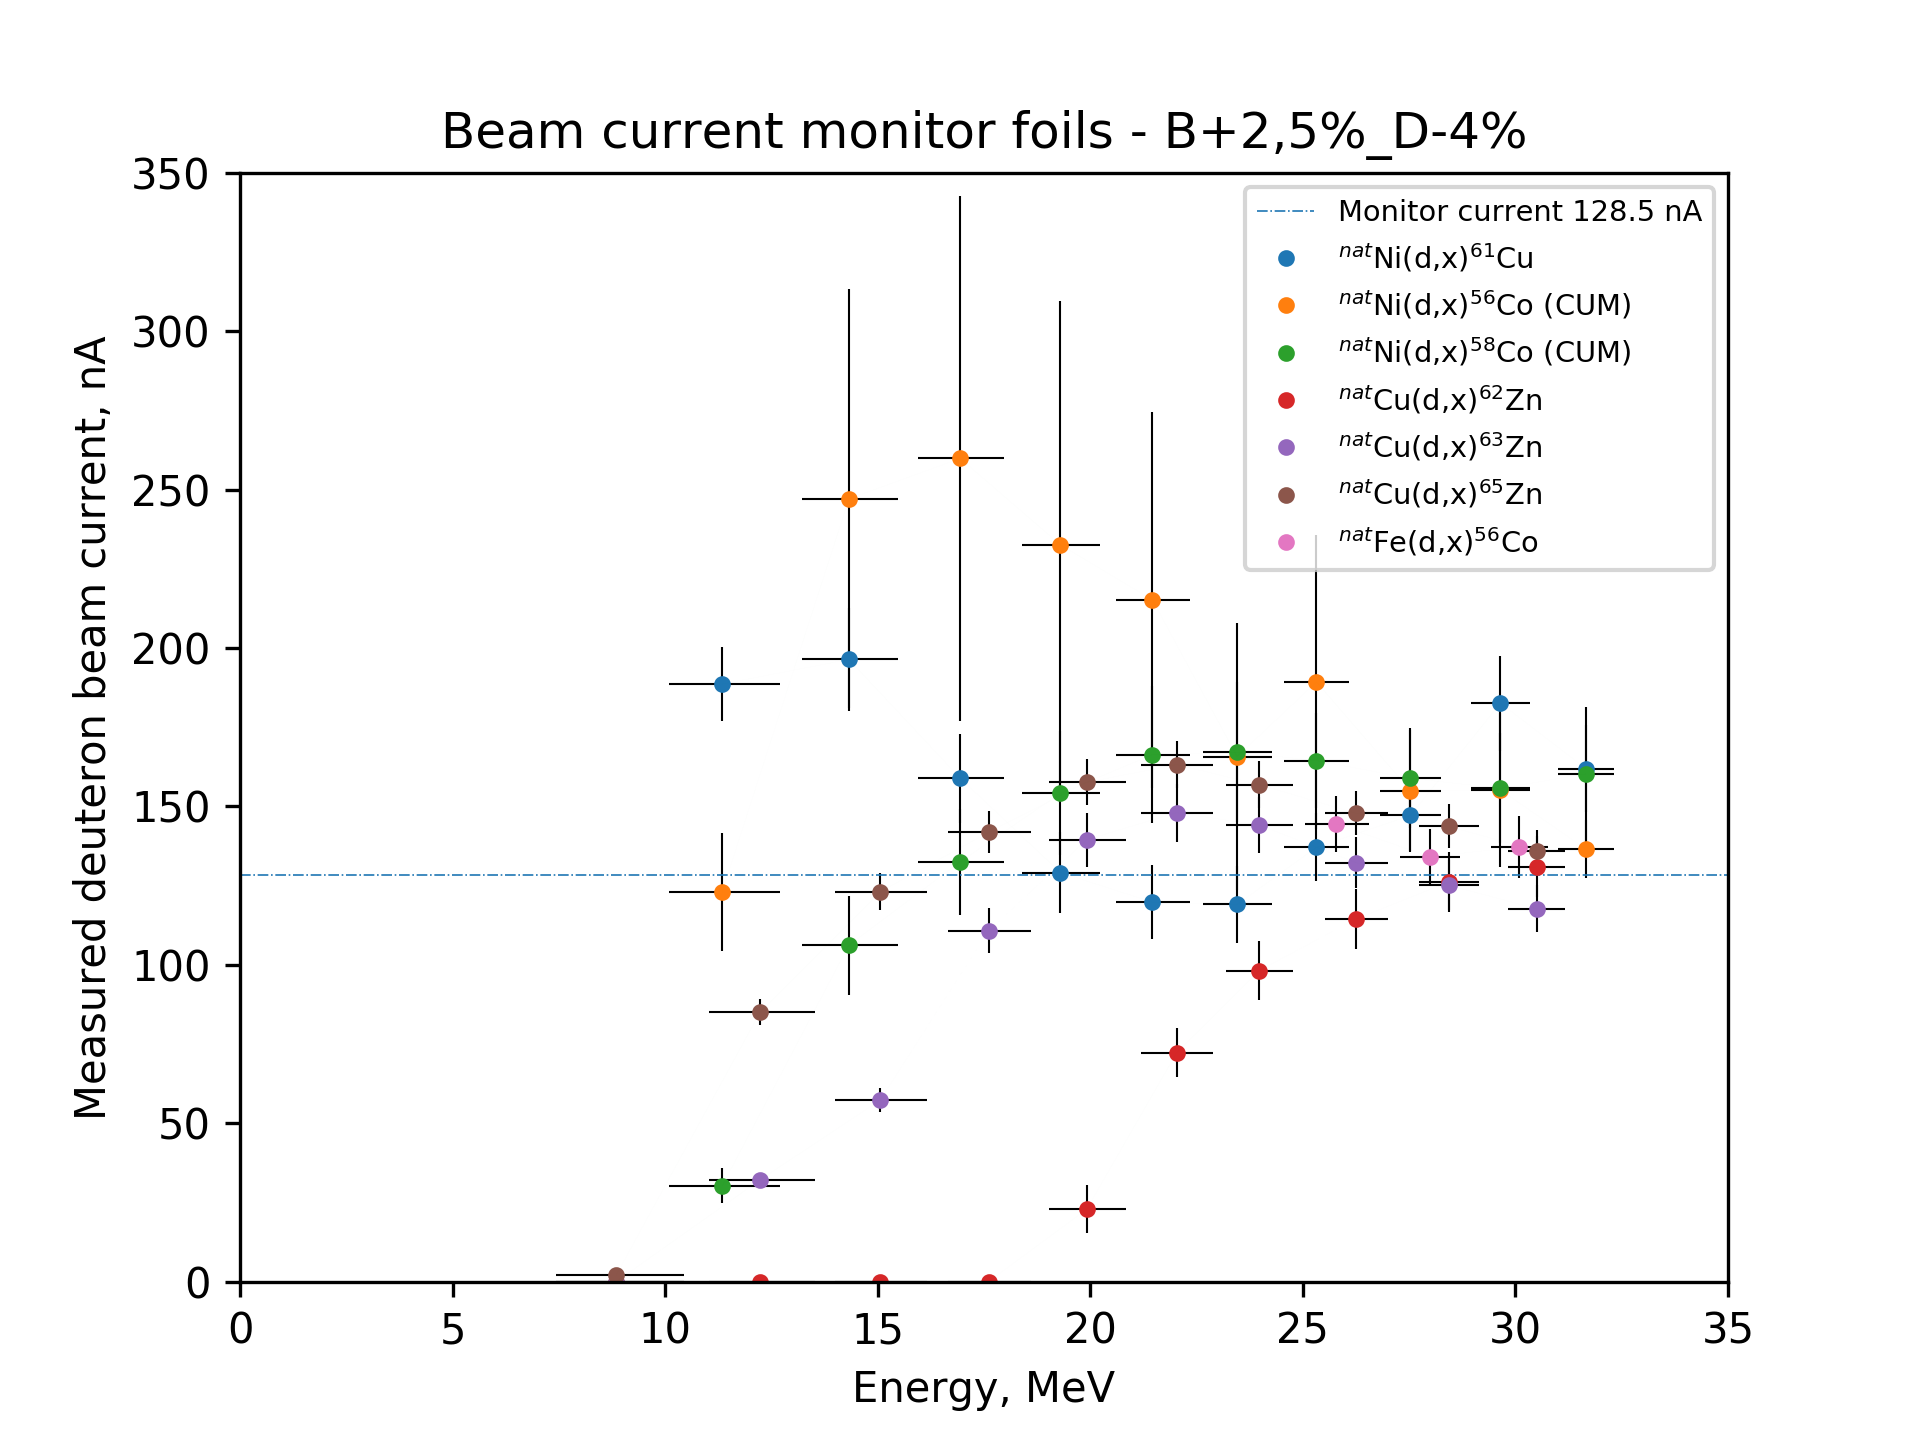 Beam current monitor foils - B+2,5%_D-4%
Measured deuteron beam current, nA
350
300
250
200
150
100
50
0
Monitor current 128.5 nA
natNi(d,x)61Cu
natNi(d,x)56Co (CUM)
natNi(d,x)58Co (CUM)
natCu(d,x)62Zn
natCu(d,x)63Zn
natCu(d,x)65Zn
natFe(d,x)56Co
0 5 10 15 20 25 30 35
Energy, MeV